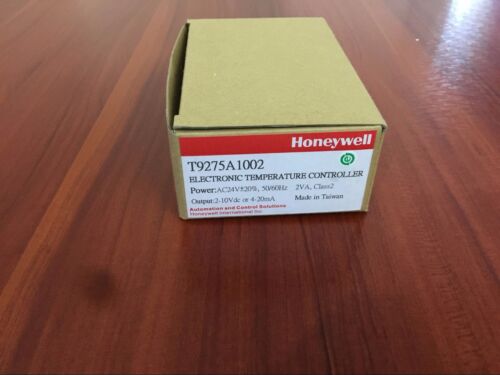 Honeywell
T9275A1002
ELECTRONIC TEMPERATURE CONTROLLER
Power:AC24V±20%, 50/60Hz 2VA, Class2
Output:2-10Vdc or 4-20mA Made in Taiwan
Automation and Control Solutions
Honeywell International Inc